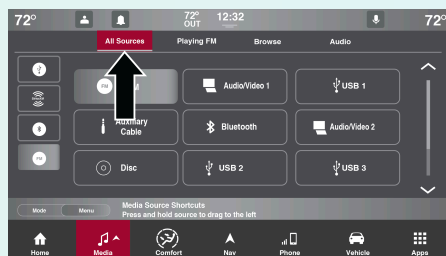 72° 72° OUT 12:32 72°
All Sources Playing FM Browse Audio
FM Audio/Video 1 USB 1
Auxiliary Cable Bluetooth Audio/Video 2
Disc USB 2 USB 3
FM
Mode Menu Media Source Shortcuts
Press and hold source to drag to the left
Home Media Comfort Nav Phone Vehicle Apps